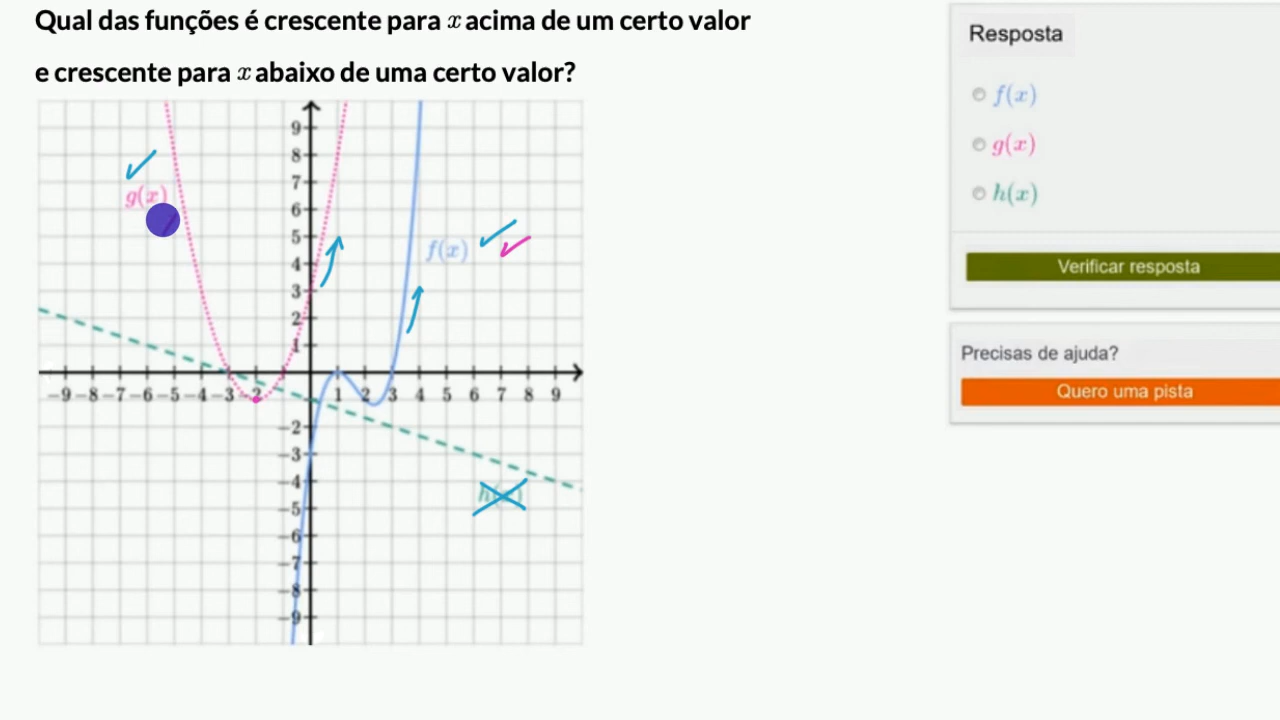 Qual das funções é crescente para x acima de um certo valor
e crescente para x abaixo de uma certo valor?
Resposta
f(x)
g(x)
h(x)
Verificar resposta
Precisas de ajuda?
Quero uma pista
9
8
7
g(x)
6
5
f(x)
4
3
2
1
-9 -8 -7 -6 -5 -4 -3 2 1 2 3 4 5 6 7 8 9
-2
-3
-4
h(x)
-5
-6
-7
-8
-9